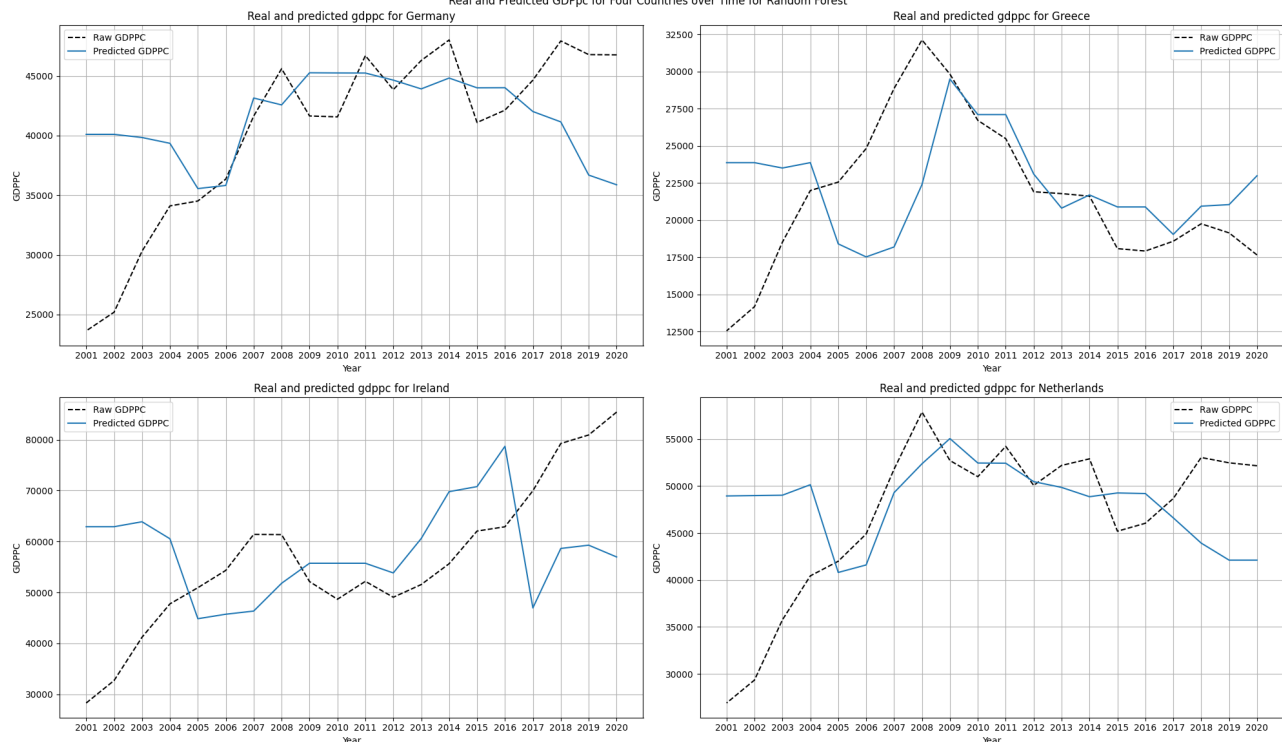 Real and Predicted GDPpc for Four Countries over Time for Random Forest
Real and predicted gdppc for Germany
Raw GDPPC
Predicted GDPPC
GDPPC
45000
40000
35000
30000
25000
2001 2002 2003 2004 2005 2006 2007 2008 2009 2010 2011 2012 2013 2014 2015 2016 2017 2018 2019 2020
Year
Real and predicted gdppc for Greece
Raw GDPPC
Predicted GDPPC
GDPPC
32500
30000
27500
25000
22500
20000
17500
15000
12500
2001 2002 2003 2004 2005 2006 2007 2008 2009 2010 2011 2012 2013 2014 2015 2016 2017 2018 2019 2020
Year
Real and predicted gdppc for Ireland
Raw GDPPC
Predicted GDPPC
GDPPC
80000
70000
60000
50000
40000
30000
2001 2002 2003 2004 2005 2006 2007 2008 2009 2010 2011 2012 2013 2014 2015 2016 2017 2018 2019 2020
Year
Real and predicted gdppc for Netherlands
Raw GDPPC
Predicted GDPPC
GDPPC
55000
50000
45000
40000
35000
30000
2001 2002 2003 2004 2005 2006 2007 2008 2009 2010 2011 2012 2013 2014 2015 2016 2017 2018 2019 2020
Year